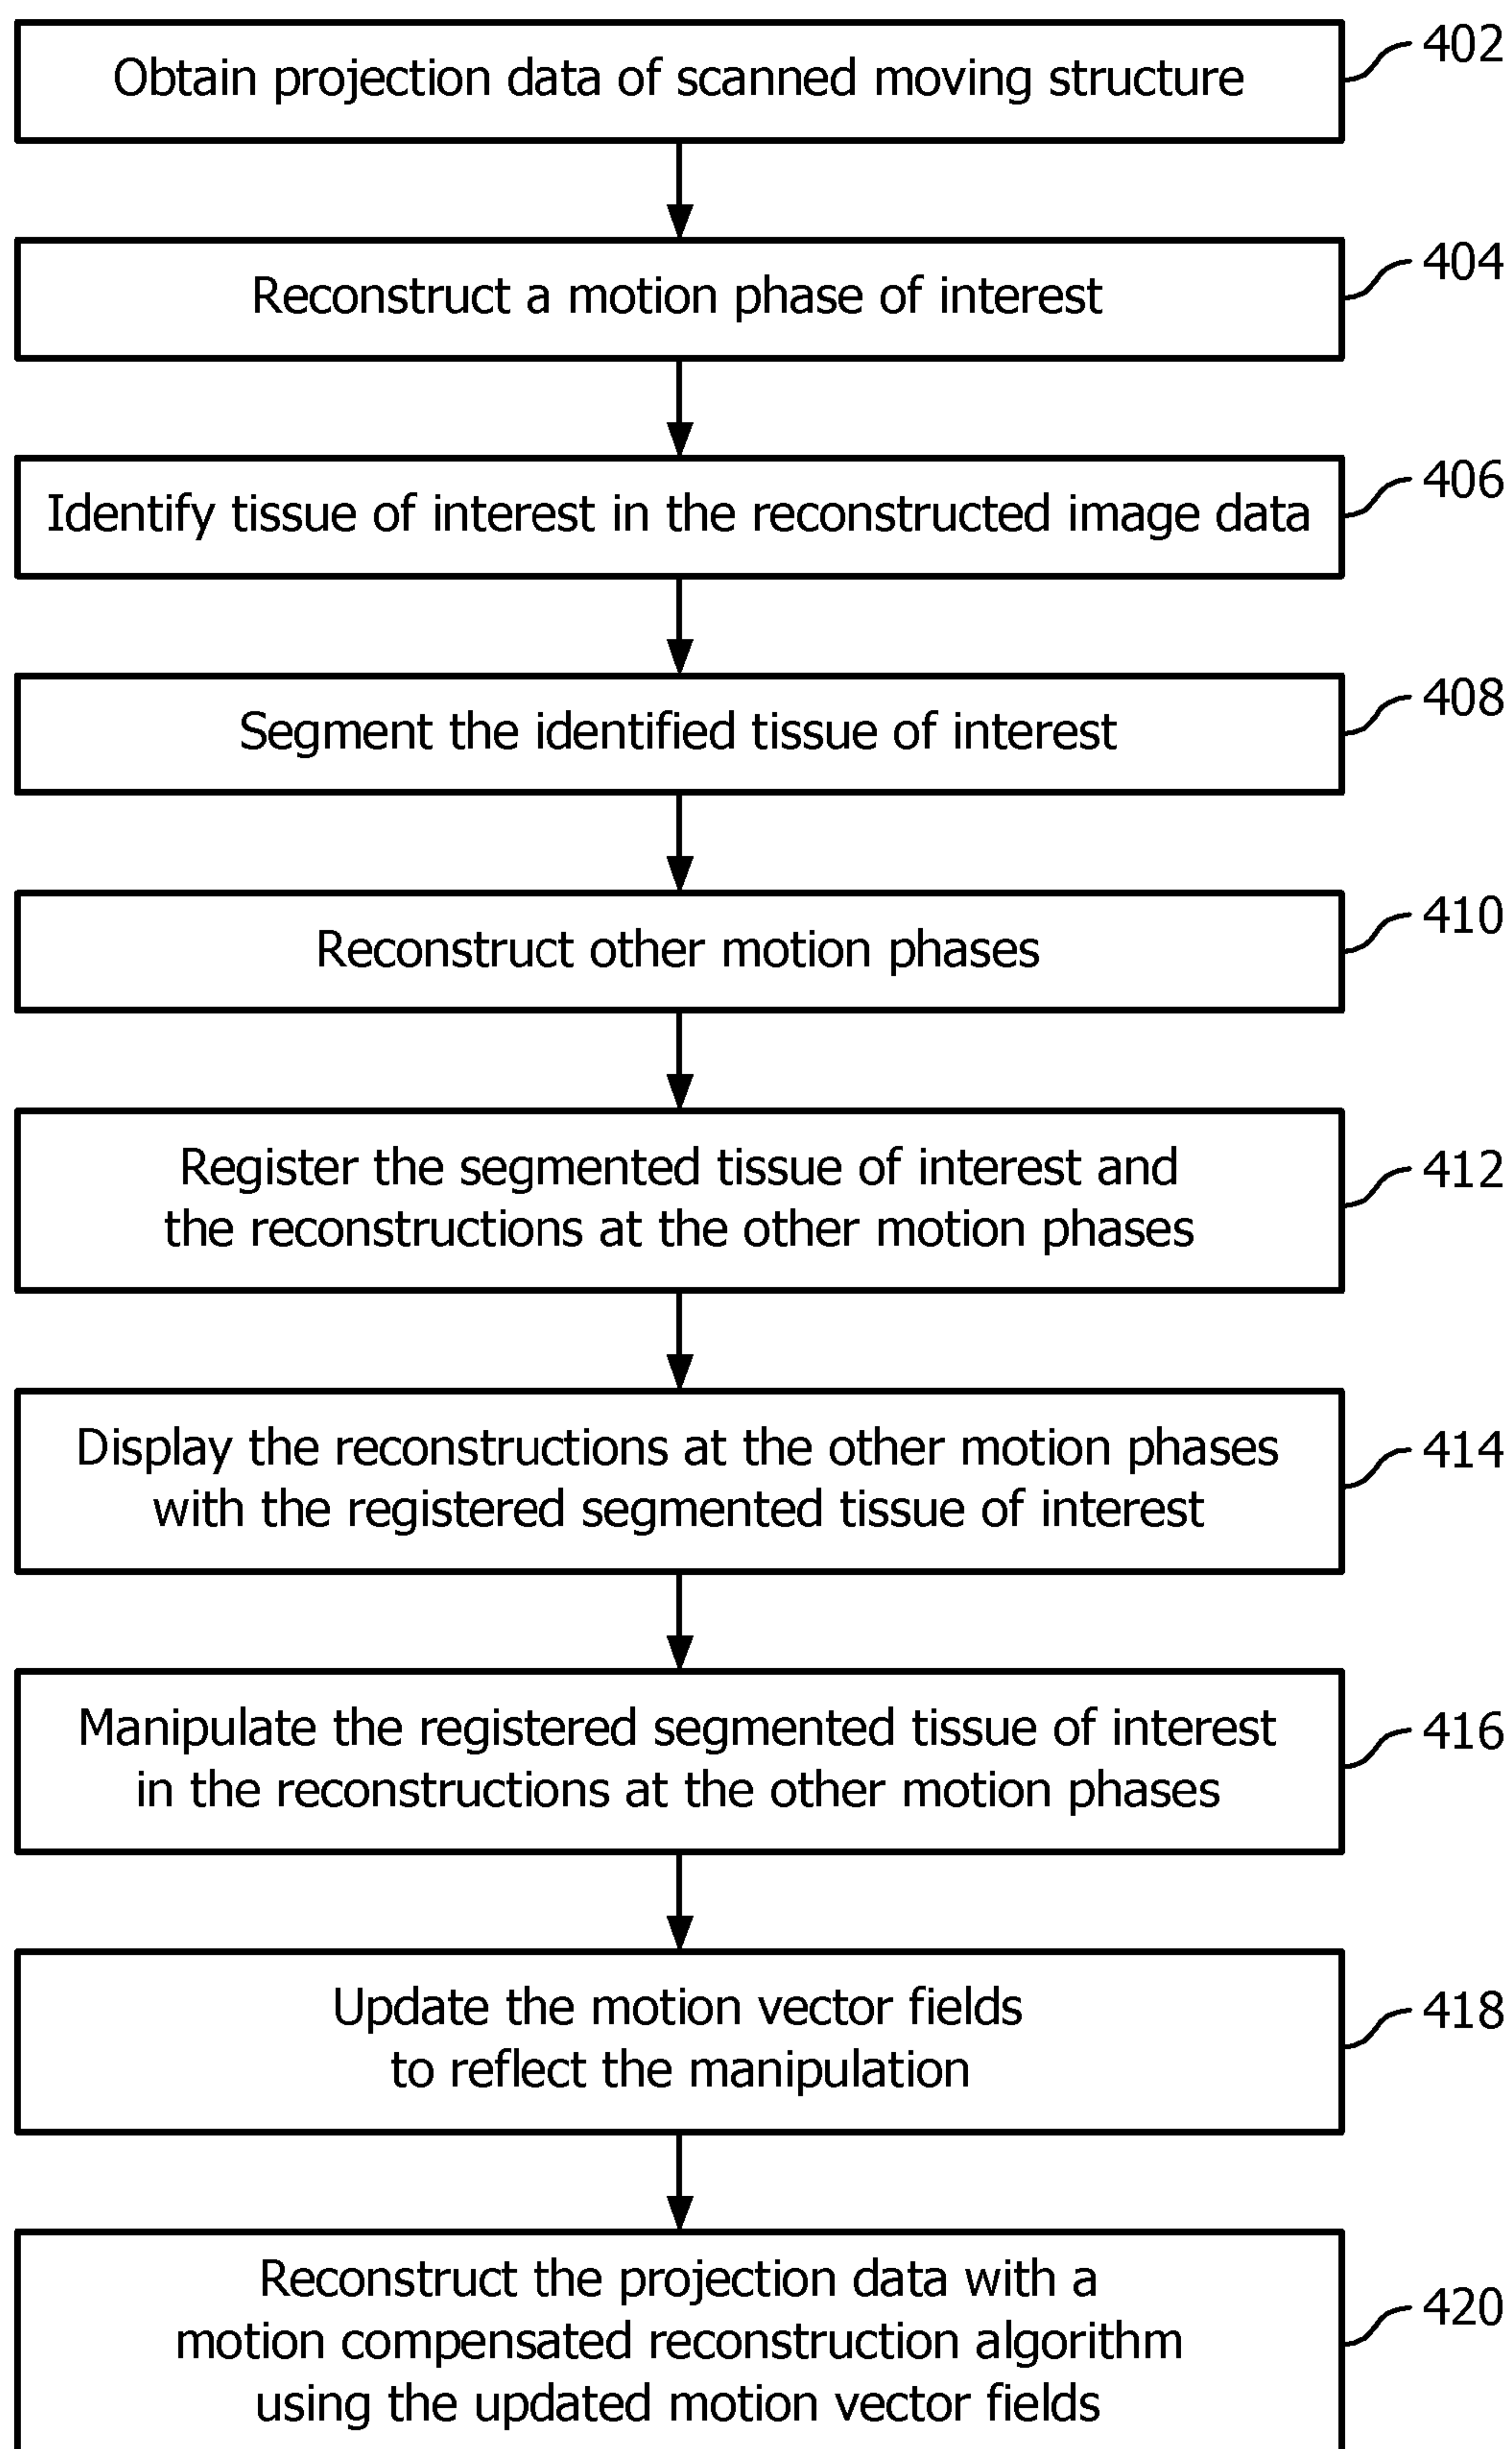 Obtain projection data of scanned moving structure
402
Reconstruct a motion phase of interest
404
Identify tissue of interest in the reconstructed image data
406
Segment the identified tissue of interest
408
Reconstruct other motion phases
410
Register the segmented tissue of interest and
the reconstructions at the other motion phases
412
Display the reconstructions at the other motion phases
with the registered segmented tissue of interest
414
Manipulate the registered segmented tissue of interest
in the reconstructions at the other motion phases
416
Update the motion vector fields
to reflect the manipulation
418
Reconstruct the projection data with a
motion compensated reconstruction algorithm
using the updated motion vector fields
420